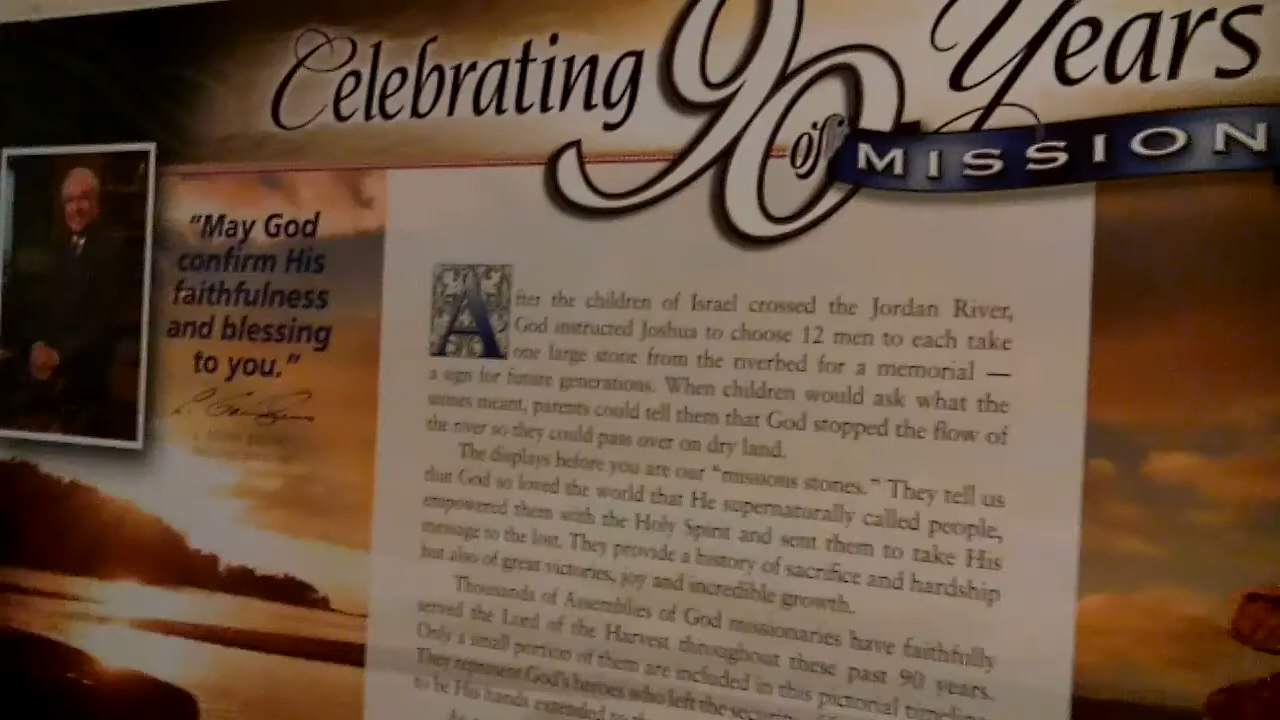 Celebrating 90 Years
of MISSION
"May God
confirm His
faithfulness
and blessing
to you."
After the children of Israel crossed the Jordan River,
God instructed Joshua to choose 12 men to each take
one large stone from the riverbed for a memorial —
a sign for future generations. When children would ask what the
stones meant, parents could tell them that God stopped the flow of
the river so they could pass over on dry land.
The displays before you are our "missions stones." They tell us
that God so loved the world that He supernaturally called people,
empowered them with the Holy Spirit and sent them to take His
message to the lost. They provide a history of sacrifice and hardship
but also of great victories, joy and incredible growth.
Thousands of Assemblies of God missionaries have faithfully
served the Lord of the Harvest throughout these past 90 years.
Only a small portion of them are included in this pictorial timeline.
They represent God's heroes who left the
to be His hands extended to